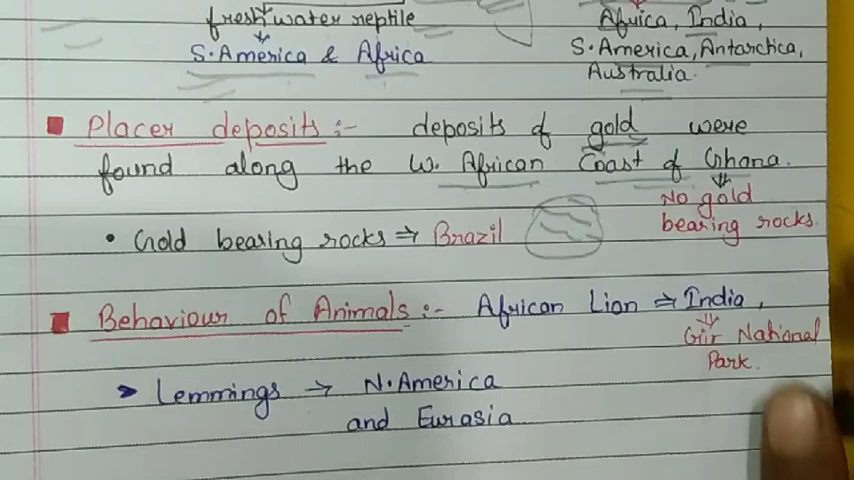 freshwater reptile
Africa, India,
S. America & Africa
S. America, Antarctica,
Australia.
Placer deposits :- deposits of gold were
found along the W. African Coast of Ghana.
No gold
bearing rocks.
• Gold bearing rocks ⇒ Brazil
Behaviour of Animals :- African Lion ⇒ India,
Gir National
Park.
➤ Lemmings → N. America
and Eurasia